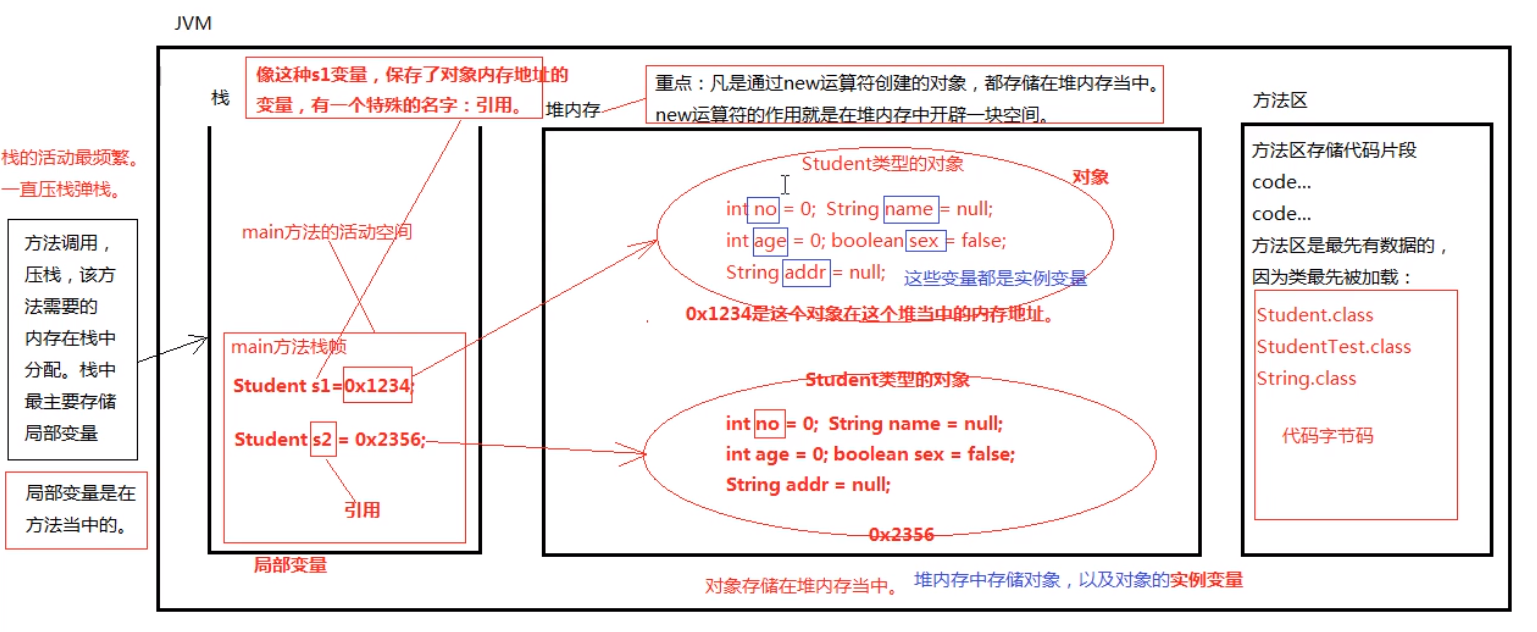 JVM
像这种s1变量，保存了对象内存地址的
变量，有一个特殊的名字：引用。
栈
栈的活动最频繁。
一直压栈弹栈。
方法调用，
压栈，该方
法需要的
内存在栈中
分配。栈中
最主要存储
局部变量
局部变量是在
方法当中的。
main方法的活动空间
main方法栈帧
Student s1=0x1234;
Student s2 = 0x2356;
引用
局部变量
堆内存
重点：凡是通过new运算符创建的对象，都存储在堆内存当中。
new运算符的作用就是在堆内存中开辟一块空间。
Student类型的对象
对象
int no = 0; String name = null;
int age = 0; boolean sex = false;
String addr = null;
这些变量都是实例变量
0x1234是这个对象在这个堆当中的内存地址。
Student类型的对象
int no = 0; String name = null;
int age = 0; boolean sex = false;
String addr = null;
0x2356
对象存储在堆内存当中。
堆内存中存储对象，以及对象的实例变量
方法区
方法区存储代码片段
code...
code...
方法区是最先有数据的，
因为类最先被加载：
Student.class
StudentTest.class
String.class
代码字节码